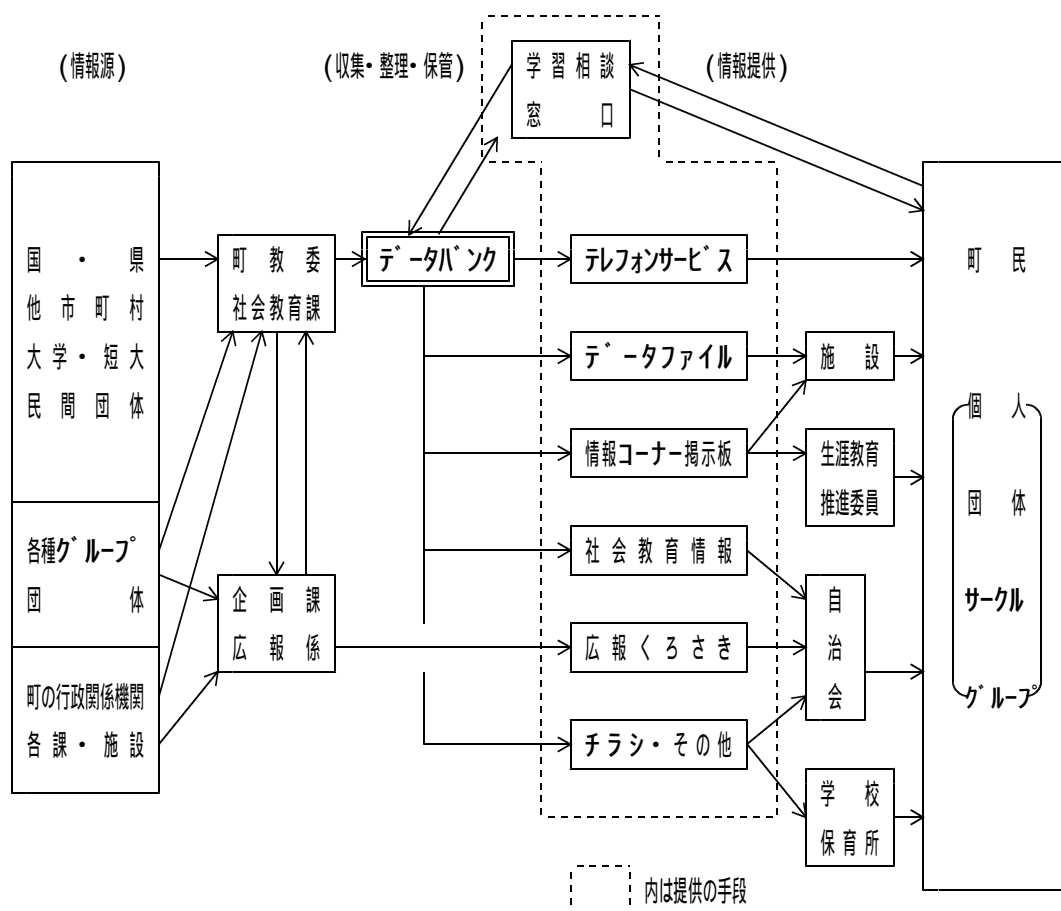 (情報源)
(収集・整理・保管)
(情報提供)
学習相談
窓口
国・県
他市町村
大学・短大
民間団体
各種グループ
団体
町の行政関係機関
各課・施設
町教委
社会教育課
企画課
広報係
データバンク
テレフォンサービス
データファイル
情報コーナー掲示板
社会教育情報
広報くろさき
チラシ・その他
施設
生涯教育
推進委員
自
治
会
学校
保育所
町民
個人
団体
サークル
グループ
内は提供の手段